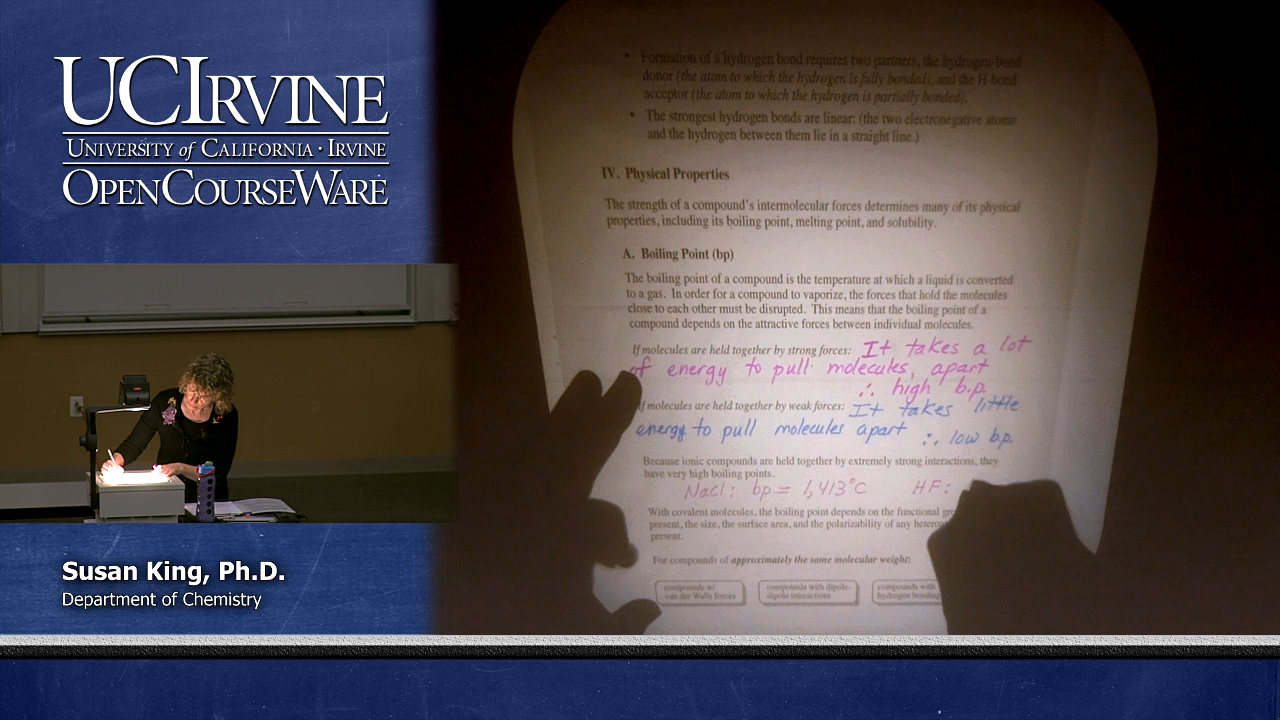 UCIRVINE
UNIVERSITY of CALIFORNIA · IRVINE
OPENCOURSEWARE
Susan King, Ph.D.
Department of Chemistry
• Formation of a hydrogen bond requires two partners, the hydrogen-bond
donor (the atom to which the hydrogen is fully bonded), and the H-bond
acceptor (the atom to which the hydrogen is partially bonded).
• The strongest hydrogen bonds are linear: (the two electronegative atoms
and the hydrogen between them lie in a straight line.)
IV. Physical Properties
The strength of a compound's intermolecular forces determines many of its physical
properties, including its boiling point, melting point, and solubility.
A. Boiling Point (bp)
The boiling point of a compound is the temperature at which a liquid is converted
to a gas. In order for a compound to vaporize, the forces that hold the molecules
close to each other must be disrupted. This means that the boiling point of a
compound depends on the attractive forces between individual molecules.
If molecules are held together by strong forces: It takes a lot
of energy to pull molecules, apart
∴ high b.p.
If molecules are held together by weak forces: It takes little
energy to pull molecules apart ∴ low b.p.
Because ionic compounds are held together by extremely strong interactions, they
have very high boiling points.
NaCl: bp = 1,413°C HF:
With covalent molecules, the boiling point depends on the functional
present, the size, the surface area, and the polarizability of any
present.
For compounds of approximately the same molecular weight:
compounds w/ compounds with dipole- compounds with
van der Walls forces dipole interactions hydrogen bonding